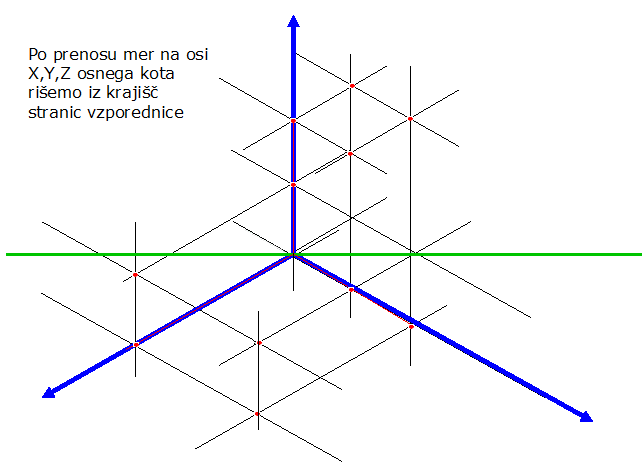 Po prenosu mer na osi
X,Y,Z osnega kota
rišemo iz krajišč
stranic vzporednice